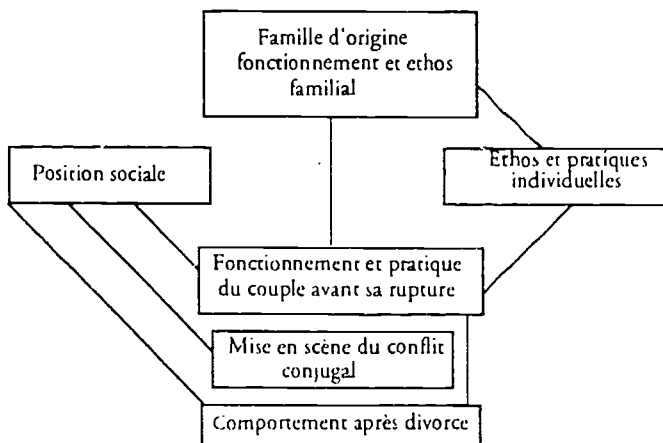 Famille d'origine
fonctionnement et ethos
familial
Position sociale
Ethos et pratiques
individuelles
Fonctionnement et pratique
du couple avant sa rupture
Mise en scène du conflit
conjugal
Comportement après divorce